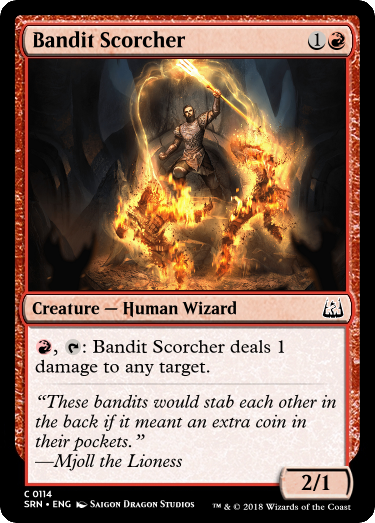 Bandit Scorcher 1
Creature — Human Wizard
, : Bandit Scorcher deals 1
damage to any target.
“These bandits would stab each other in
the back if it meant an extra coin in
their pockets.”
—Mjoll the Lioness
2/1
C 0114
SRN • ENG Saigon Dragon Studios
™ & © 2018 Wizards of the Coast